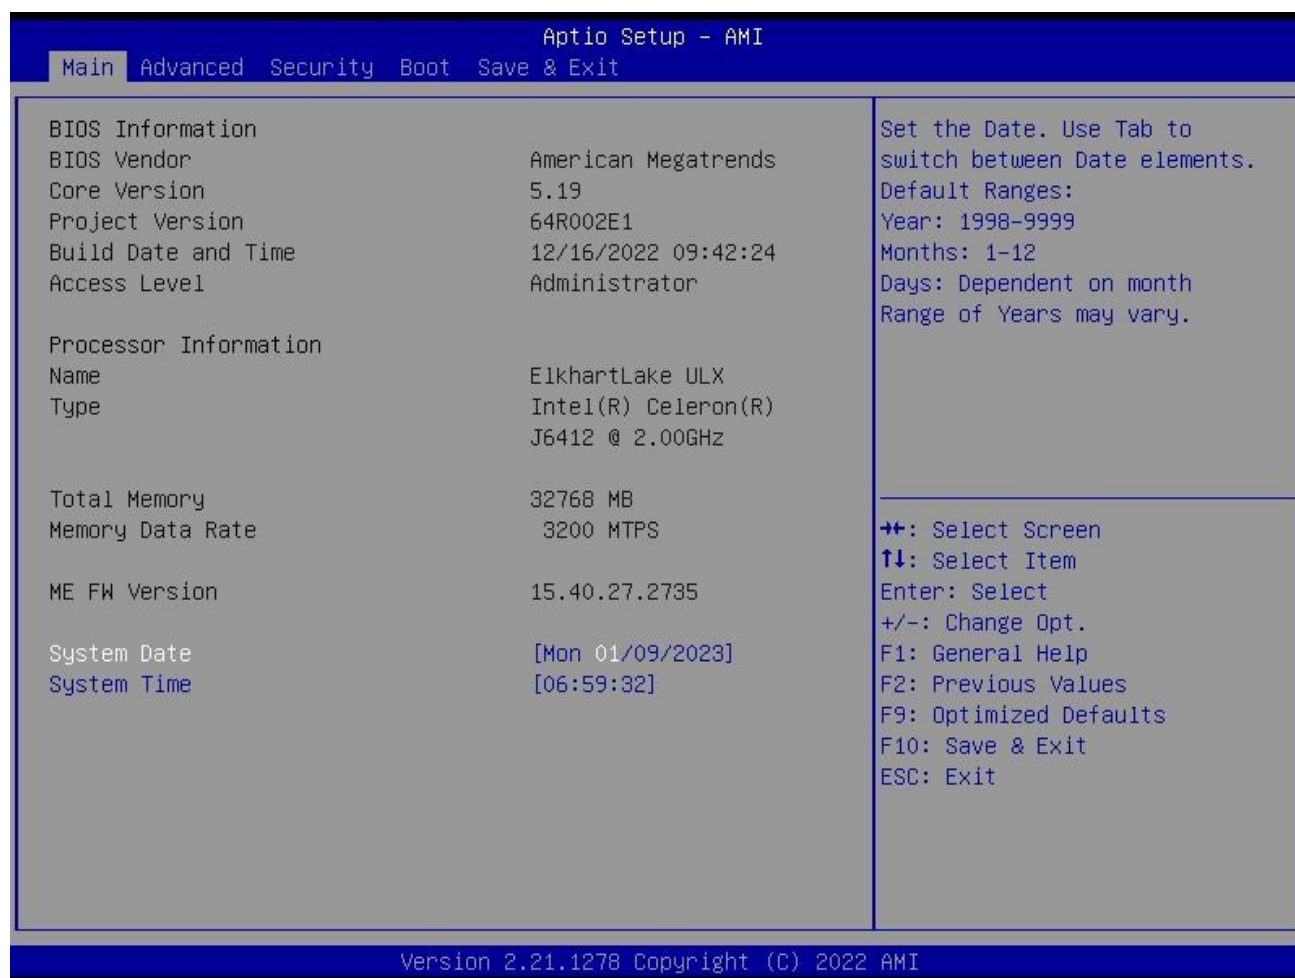 Aptio Setup - AMI
Main Advanced Security Boot Save & Exit
BIOS Information
BIOS Vendor American Megatrends
Core Version 5.19
Project Version 64R002E1
Build Date and Time 12/16/2022 09:42:24
Access Level Administrator
Processor Information
Name ElkhartLake ULX
Type Intel(R) Celeron(R)
J6412 @ 2.00GHz
Total Memory 32768 MB
Memory Data Rate 3200 MTPS
ME FW Version 15.40.27.2735
System Date [Mon 01/09/2023]
System Time [06:59:32]
Set the Date. Use Tab to
switch between Date elements.
Default Ranges:
Year: 1998-9999
Months: 1-12
Days: Dependent on month
Range of Years may vary.
→←: Select Screen
↑↓: Select Item
Enter: Select
+/-: Change Opt.
F1: General Help
F2: Previous Values
F9: Optimized Defaults
F10: Save & Exit
ESC: Exit
Version 2.21.1278 Copyright (C) 2022 AMI